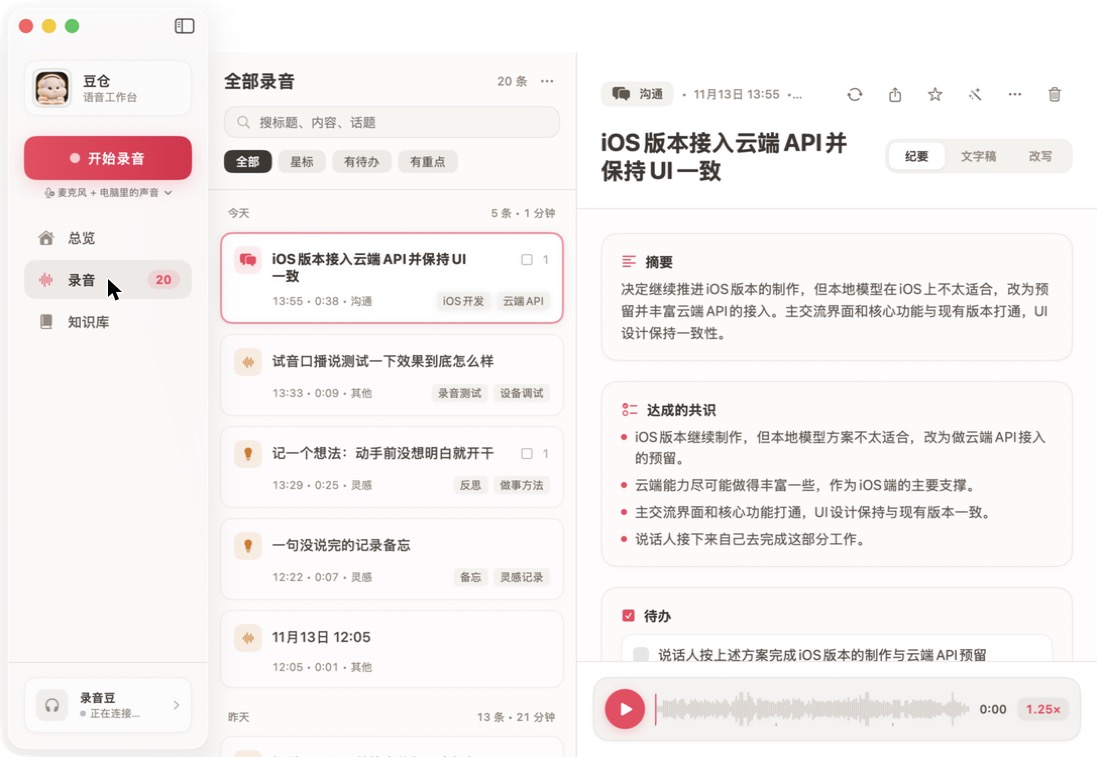 豆仓
语音工作台
开始录音
麦克风 + 电脑里的声音
总览
录音 20
知识库
录音豆
正在连接...
全部录音 20 条 ···
搜标题、内容、话题
全部 星标 有待办 有重点
今天 5 条 • 1 分钟
iOS 版本接入云端 API 并保持 UI 1
一致
13:55 • 0:38 • 沟通 iOS 开发 云端 API
试音口播说测试一下效果到底怎么样
13:33 • 0:09 • 其他 录音测试 设备调试
记一个想法：动手前没想明白就开干 1
13:29 • 0:25 • 灵感 反思 做事方法
一句没说完的记录备忘
12:22 • 0:07 • 灵感 备忘 灵感记录
11月13日 12:05
12:05 • 0:01 • 其他
昨天 13 条 • 21 分钟
沟通 • 11月13日 13:55 •...
iOS 版本接入云端 API 并
保持 UI 一致
纪要 文字稿 改写
摘要
决定继续推进 iOS 版本的制作，但本地模型在 iOS 上不太适合，改为预
留并丰富云端 API 的接入。主交流界面和核心功能与现有版本打通，UI
设计保持一致性。
达成的共识
• iOS 版本继续制作，但本地模型方案不太适合，改为做云端 API 接入
的预留。
• 云端能力尽可能做得丰富一些，作为 iOS 端的主要支撑。
• 主交流界面和核心功能打通，UI 设计保持与现有版本一致。
• 说话人接下来自己去完成这部分工作。
待办
说话人按上述方案完成 iOS 版本的制作与云端 API 预留
0:00 1.25×